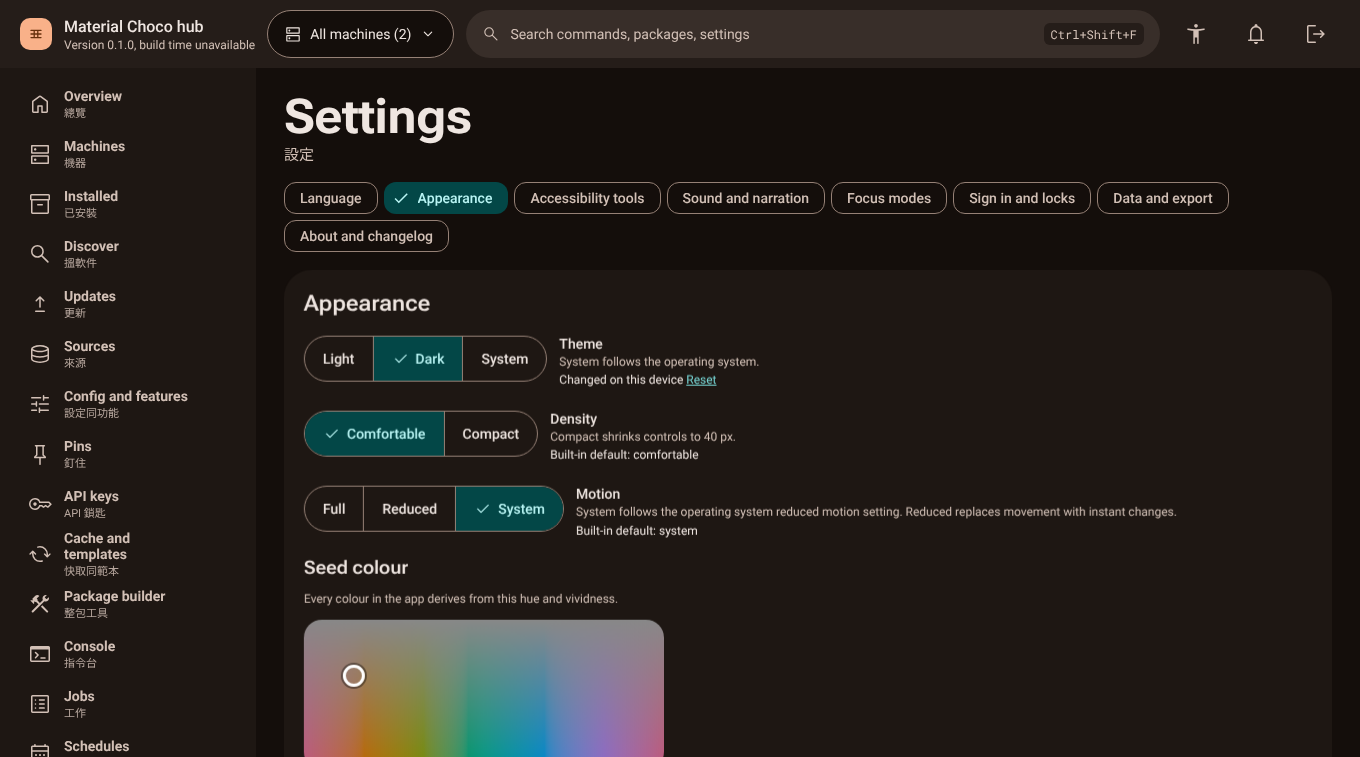 Material Choco hub
Version 0.1.0, build time unavailable
All machines (2)
Search commands, packages, settings
Ctrl+Shift+F
Overview
總覽
Machines
機器
Installed
已安裝
Discover
搵軟件
Updates
更新
Sources
來源
Config and features
設定同功能
Pins
釘住
API keys
API 鎖匙
Cache and
templates
快取同範本
Package builder
整包工具
Console
指令台
Jobs
工作
Schedules
Settings
設定
Language
Appearance
Accessibility tools
Sound and narration
Focus modes
Sign in and locks
Data and export
About and changelog
Appearance
Light
Dark
System
Theme
System follows the operating system.
Changed on this device Reset
Comfortable
Compact
Density
Compact shrinks controls to 40 px.
Built-in default: comfortable
Full
Reduced
System
Motion
System follows the operating system reduced motion setting. Reduced replaces movement with instant changes.
Built-in default: system
Seed colour
Every colour in the app derives from this hue and vividness.